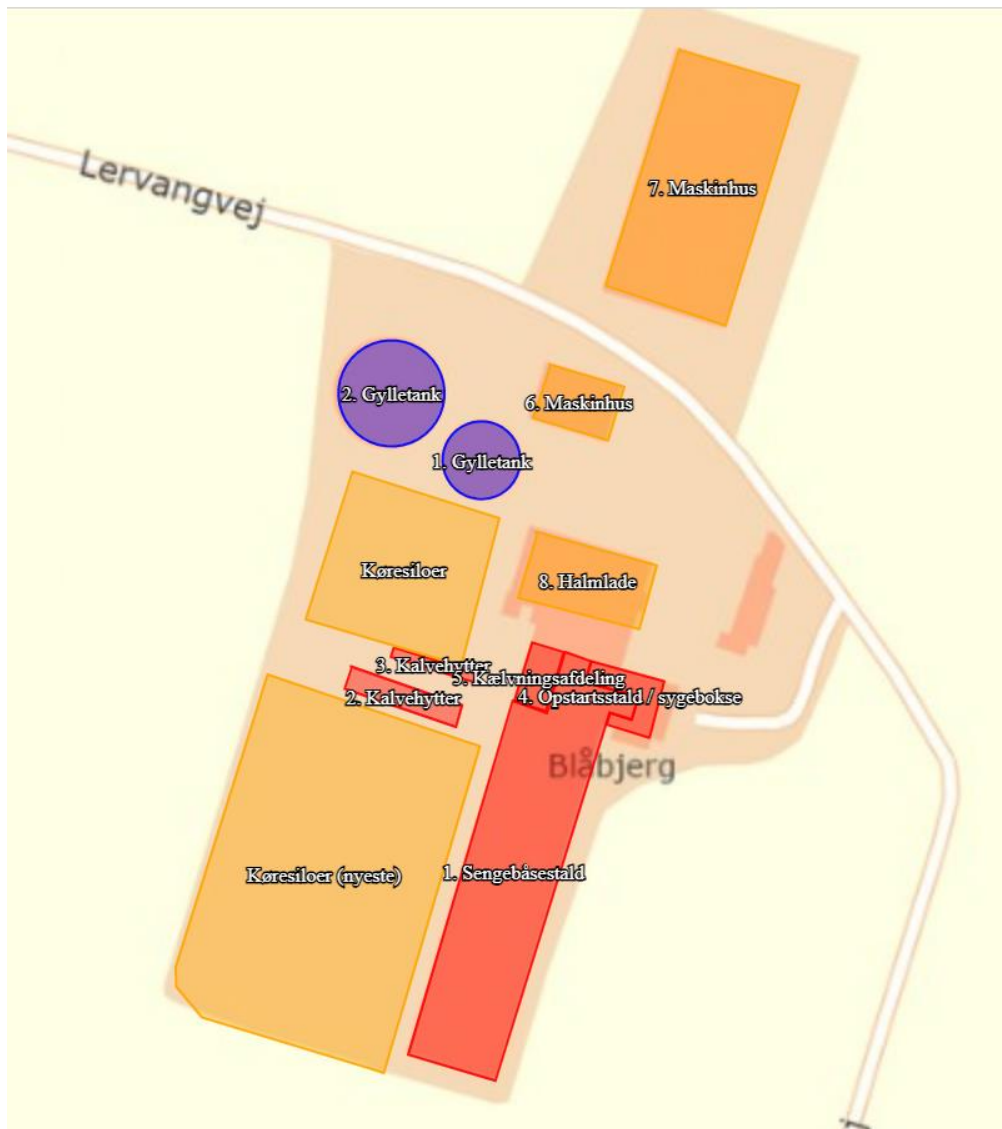 Lervangvej
7. Maskinhus
2. Gylletank
6. Maskinhus
1. Gylletank
Køresiloer
8. Halmlade
3. Kalvehytter
5. Kælvningsafdeling
2. Kalvehytter
4. Opstartsstald / sygebokse
Blåbjerg
Køresiloer (nyeste)
1. Sengebåsestald